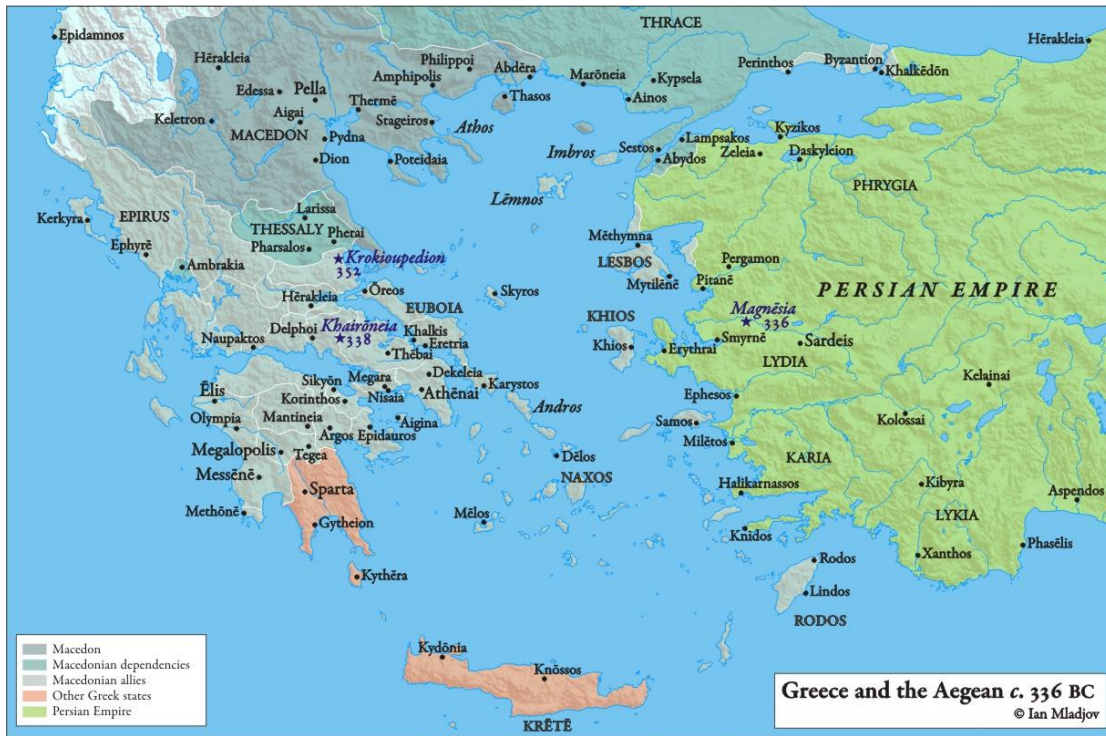 THRACE
Epidamnos
Hērakleia
Hērakleia
Philippoi
Abdēra
Perinthos
Byzantion
Khalkēdōn
Amphipolis
Marōneia
Kypsela
Edessa
Pella
Thasos
Ainos
Aigai
Thermē
Keletron
MACEDON
Stageiros
Athos
Pydna
Kyzikos
Lampsakos
Dion
Poteidaia
Imbros
Sestos
Abydos
Zeleia
Daskyleion
PHRYGIA
Lēmnos
Larissa
Kerkyra
EPIRUS
THESSALY
Pherai
Mēthymna
Ephyrē
Pharsalos
Krokioupedion
352
LESBOS
Pergamon
Ambrakia
Mytilēnē
Pitanē
PERSIAN EMPIRE
Ōreos
Skyros
Hērakleia
EUBOIA
Magnēsia
336
KHIOS
Delphoi
Khairōneia
338
Khalkis
Eretria
Naupaktos
Thēbai
Khios
Erythrai
Smyrnē
Sardeis
LYDIA
Dekeleia
Megara
Sikyōn
Nisaia
Karystos
Kelainai
Ēlis
Korinthos
Athēnai
Ephesos
Andros
Olympia
Mantineia
Aigina
Kolossai
Argos
Epidauros
Samos
Milētos
Megalopolis
Tegea
Dēlos
KARIA
Messēnē
NAXOS
Kibyra
Sparta
Halikarnassos
Aspendos
Methōnē
Mēlos
LYKIA
Gytheion
Knidos
Phasēlis
Xanthos
Rodos
Kythēra
Lindos
RODOS
Kydōnia
Knōssos
KRĒTĒ
Macedon
Macedonian dependencies
Macedonian allies
Other Greek states
Persian Empire
Greece and the Aegean c. 336 BC
© Ian Mladjov